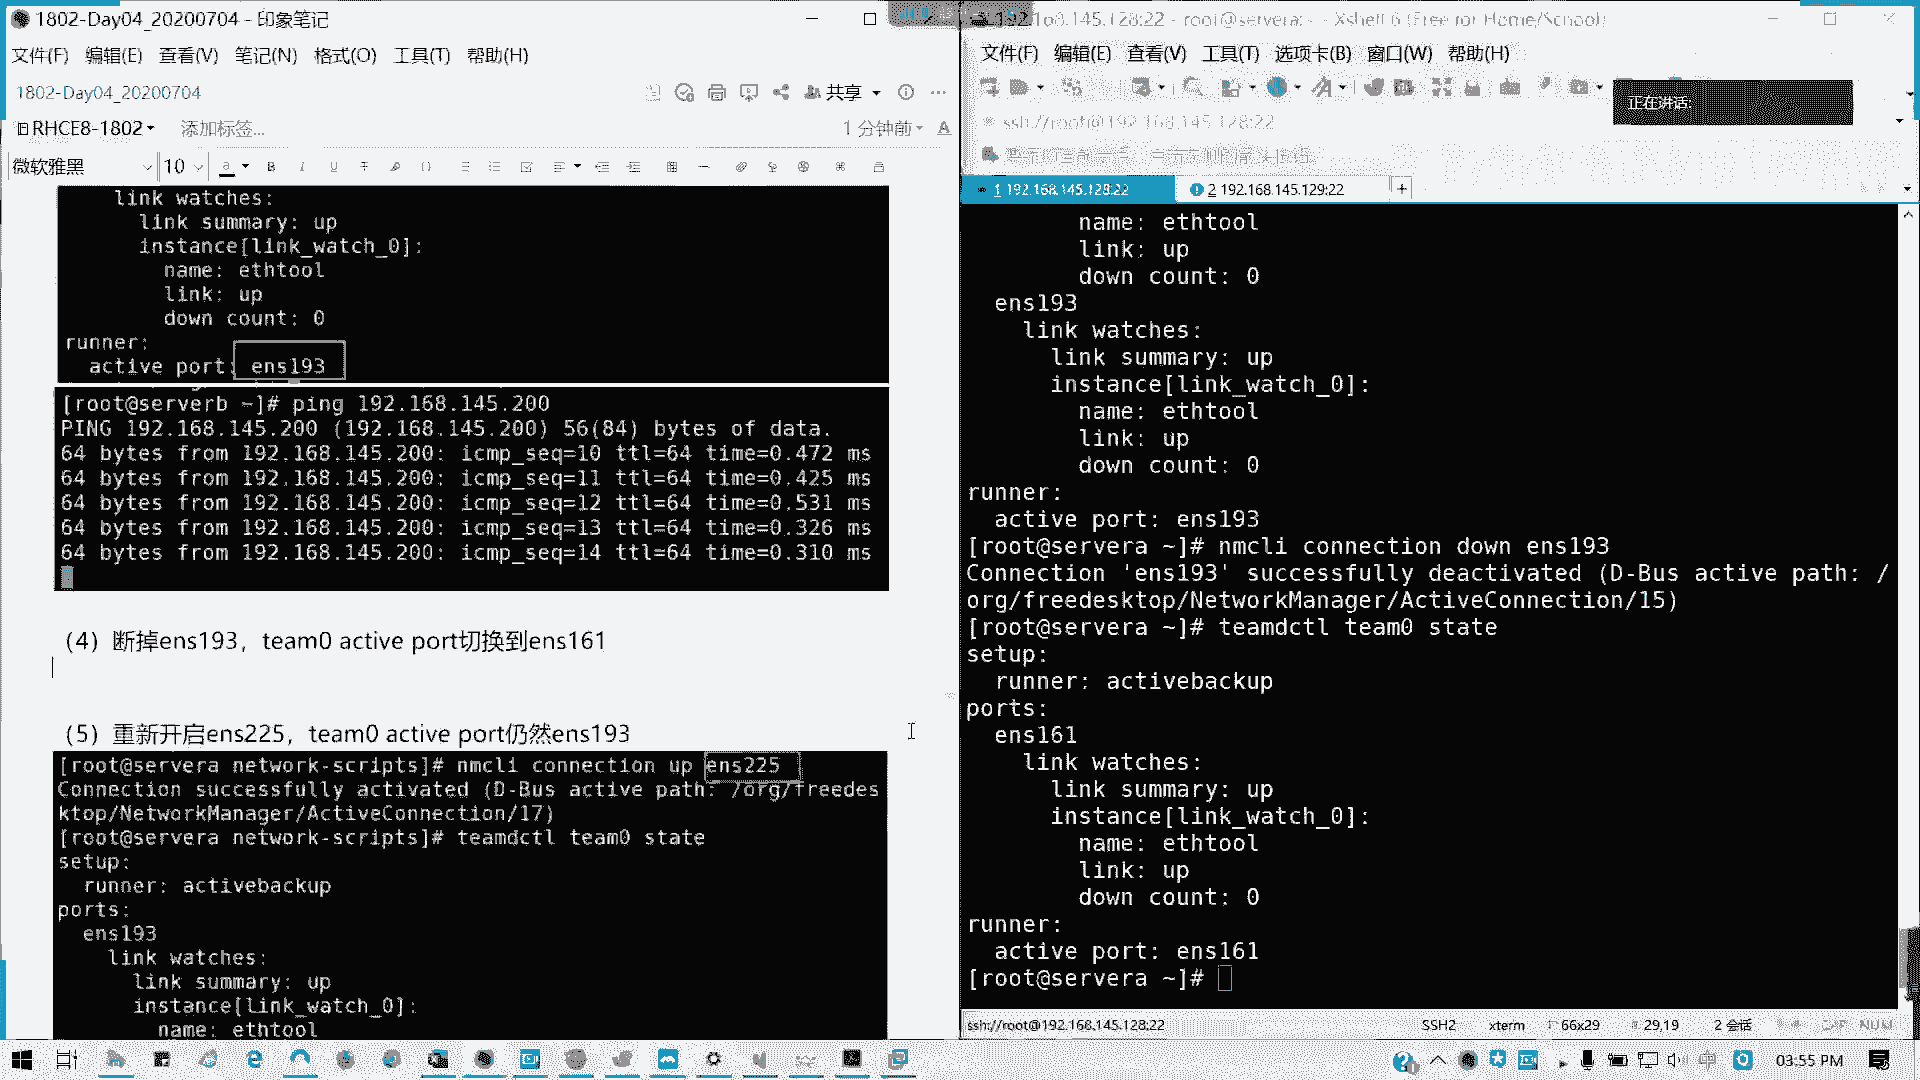 1802-Day04_20200704 - 印象笔记
文件(F) 编辑(E) 查看(V) 笔记(N) 格式(O) 工具(T) 帮助(H)
1802-Day04_20200704
共享
RHCE8-1802 添加标签...
1 分钟前
微软雅黑 10
link watches:
link summary: up
instance[link_watch_0]:
name: ethtool
link: up
down count: 0
runner:
active port: ens193
[root@serverb ~]# ping 192.168.145.200
PING 192.168.145.200 (192.168.145.200) 56(84) bytes of data.
64 bytes from 192.168.145.200: icmp_seq=10 ttl=64 time=0.472 ms
64 bytes from 192.168.145.200: icmp_seq=11 ttl=64 time=0.425 ms
64 bytes from 192.168.145.200: icmp_seq=12 ttl=64 time=0.531 ms
64 bytes from 192.168.145.200: icmp_seq=13 ttl=64 time=0.326 ms
64 bytes from 192.168.145.200: icmp_seq=14 ttl=64 time=0.310 ms
（4）断掉ens193，team0 active port切换到ens161
（5）重新开启ens225，team0 active port仍然ens193
[root@servera network-scripts]# nmcli connection up ens225
Connection successfully activated (D-Bus active path: /org/freedes
ktop/NetworkManager/ActiveConnection/17)
[root@servera network-scripts]# teamdctl team0 state
setup:
runner: activebackup
ports:
ens193
link watches:
link summary: up
instance[link_watch_0]:
name: ethtool
192.168.145.128:22 - root@servera:~ - Xshell 6 (Free for Home/School)
文件(F) 编辑(E) 查看(V) 工具(T) 选项卡(B) 窗口(W) 帮助(H)
正在讲话:
ssh://root@192.168.145.128:22
1 192.168.145.128:22
2 192.168.145.129:22 +
name: ethtool
link: up
down count: 0
ens193
link watches:
link summary: up
instance[link_watch_0]:
name: ethtool
link: up
down count: 0
runner:
active port: ens193
[root@servera ~]# nmcli connection down ens193
Connection 'ens193' successfully deactivated (D-Bus active path: /
org/freedesktop/NetworkManager/ActiveConnection/15)
[root@servera ~]# teamdctl team0 state
setup:
runner: activebackup
ports:
ens161
link watches:
link summary: up
instance[link_watch_0]:
name: ethtool
link: up
down count: 0
runner:
active port: ens161
[root@servera ~]#
ssh://root@192.168.145.128:22 SSH2 xterm 66x29 29,19 2 会话 CAP NUM
中 03:55 PM